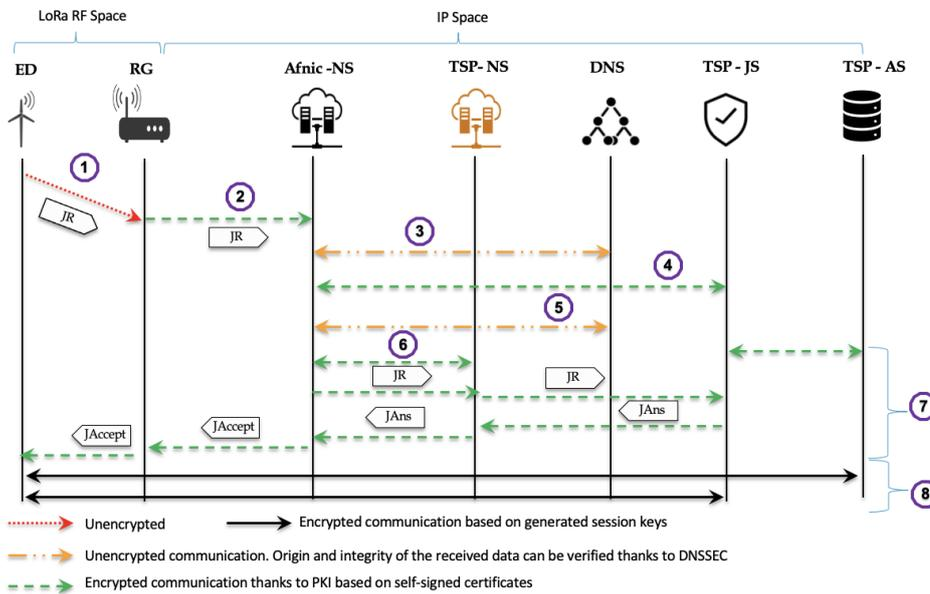 LoRa RF Space
IP Space
ED
RG
Afnic -NS
TSP- NS
DNS
TSP - JS
TSP - AS
1
JR
2
JR
3
4
5
6
JR
JR
JAns
JAns
JAccept
JAccept
7
8
Unencrypted
Encrypted communication based on generated session keys
Unencrypted communication. Origin and integrity of the received data can be verified thanks to DNSSEC
Encrypted communication thanks to PKI based on self-signed certificates